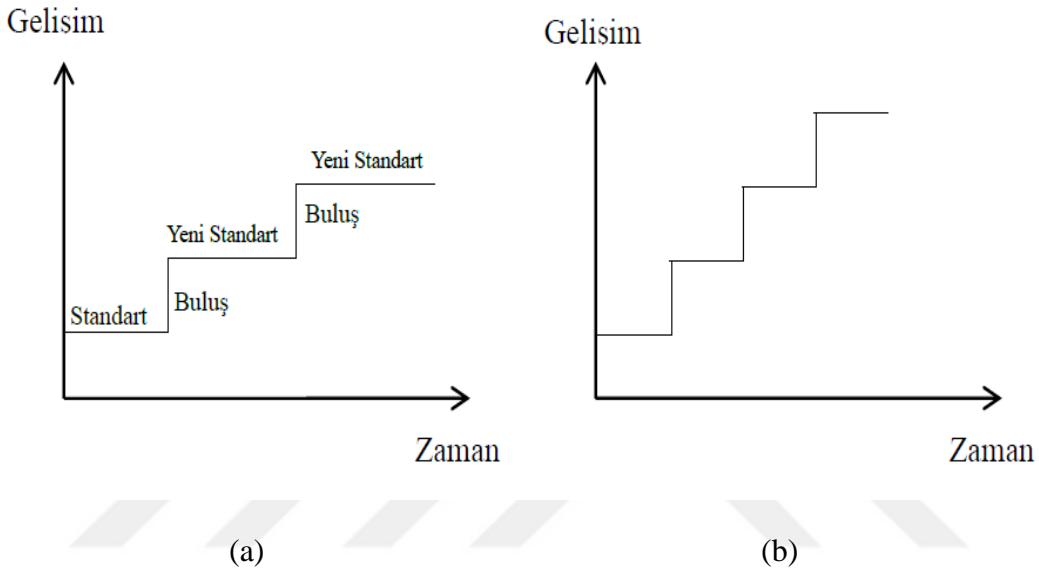 Gelisim
Yeni Standart
Buluş
Yeni Standart
Buluş
Standart
Zaman
(a)
Gelisim
Zaman
(b)